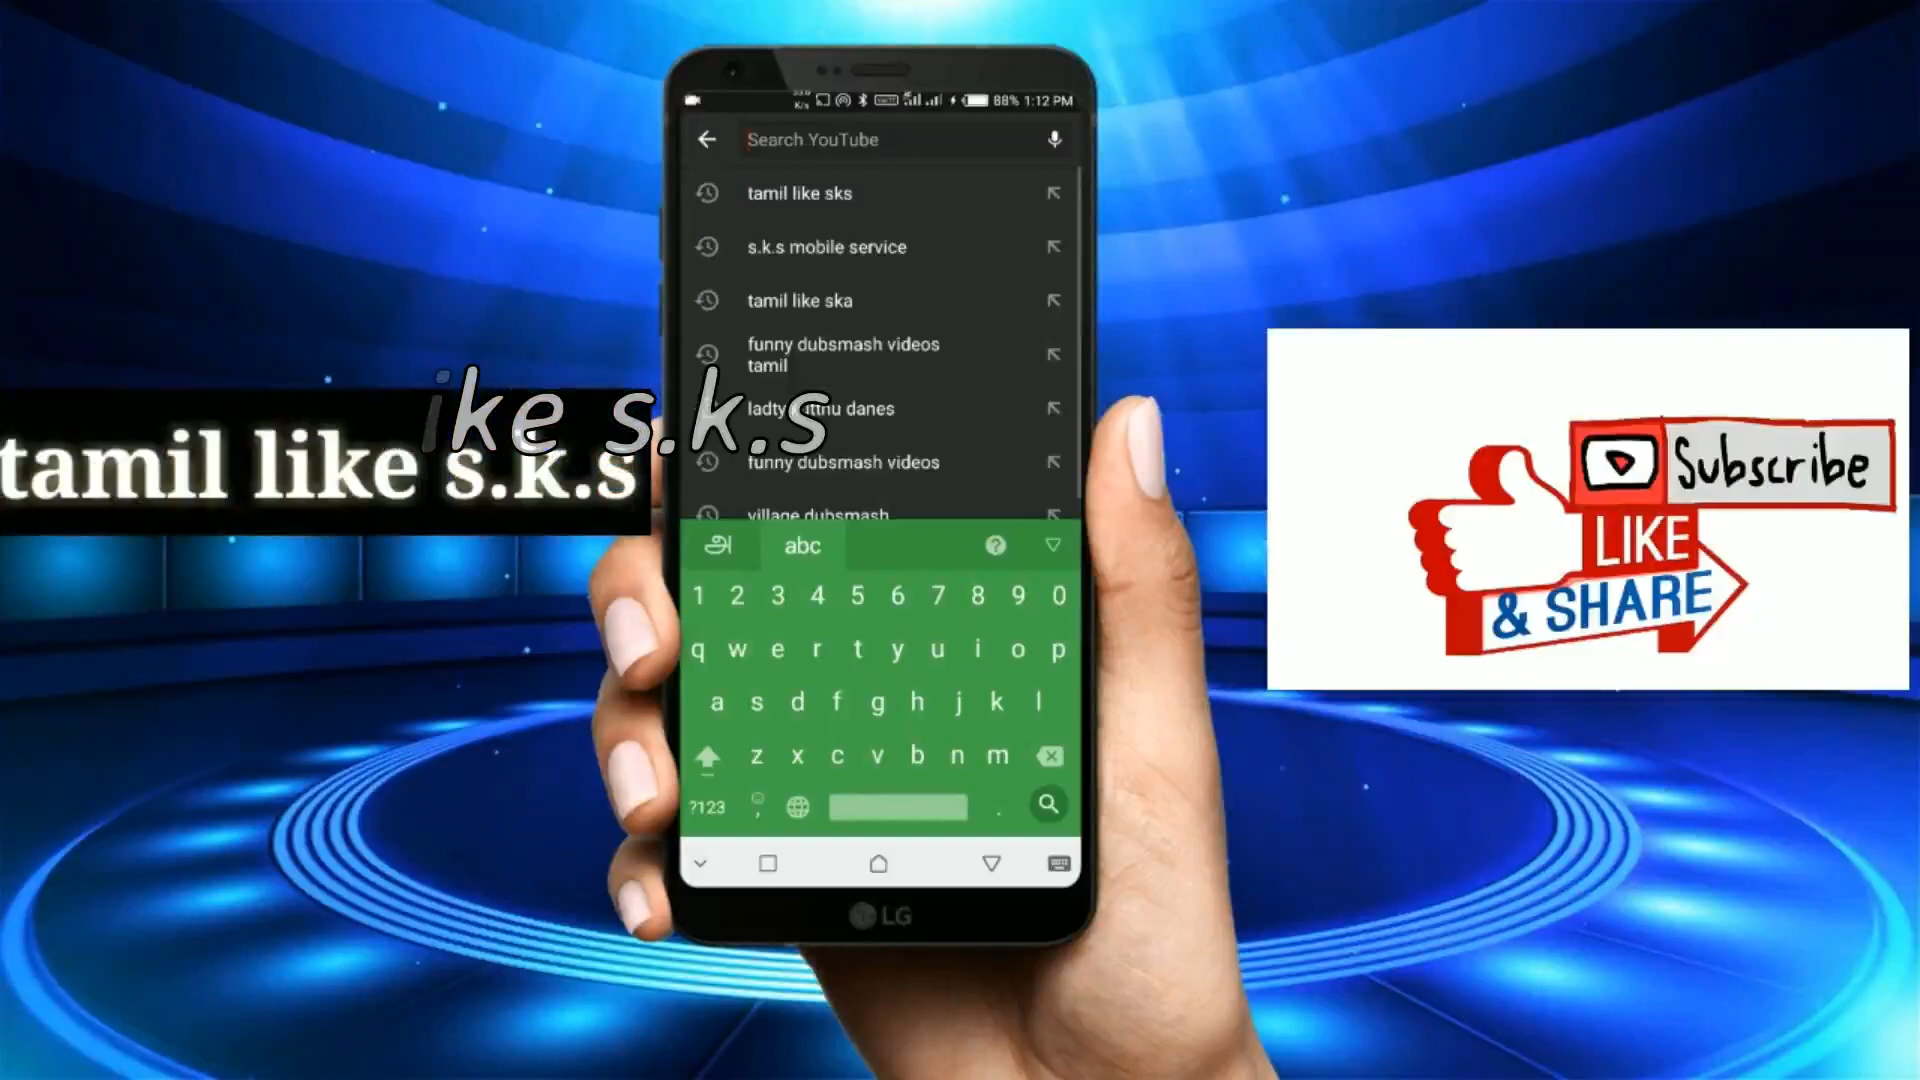 K/s 88% 1:12 PM
Search YouTube
tamil like sks
s.k.s mobile service
tamil like ska
funny dubsmash videos
tamil
ladty danes
funny dubsmash videos
village dubsmash
ike s.k.s
tamil like s.k.s
அ abc
1 2 3 4 5 6 7 8 9 0
q w e r t y u i o p
a s d f g h j k l
z x c v b n m
?123 , .
LG
Subscribe
LIKE
& SHARE